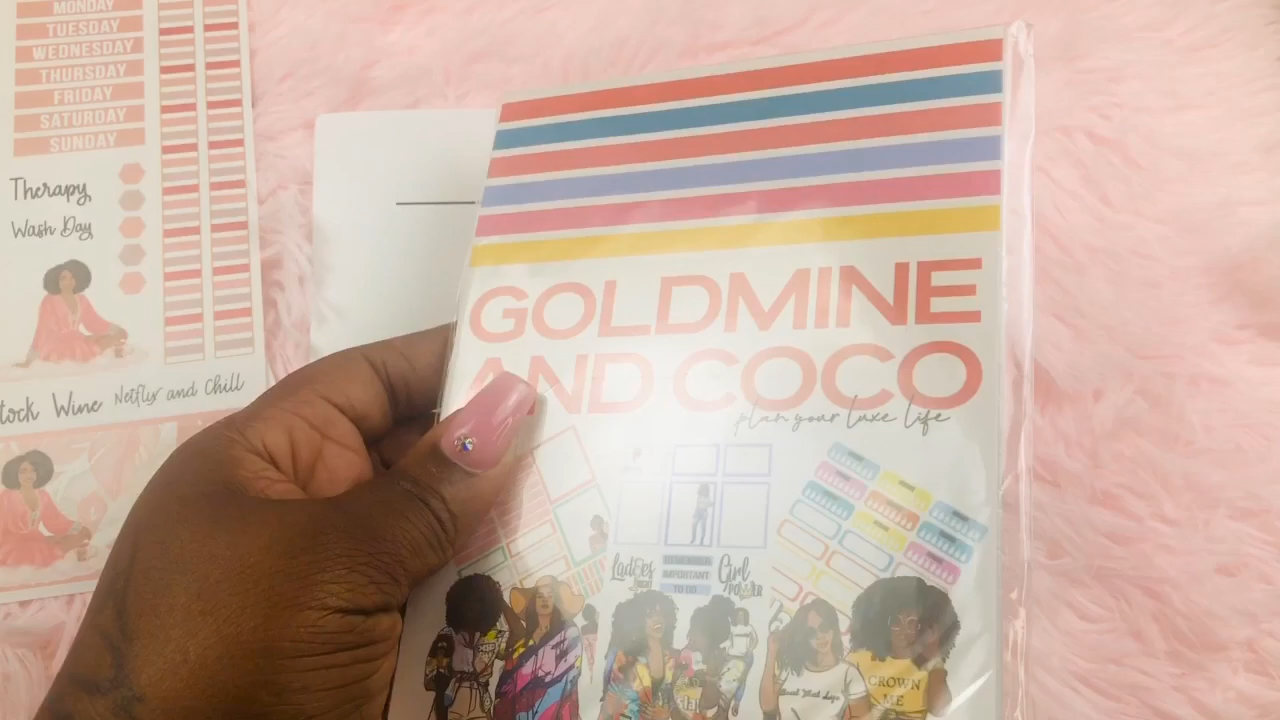 MONDAY
TUESDAY
WEDNESDAY
THURSDAY
FRIDAY
SATURDAY
SUNDAY
Therapy
Wash Day
tock Wine
Netflix and Chill
GOLDMINE
AND COCO
plan your luxe life
Ladies
IMPORTANT
TO DO
Girl
POWER
CROWN
ME